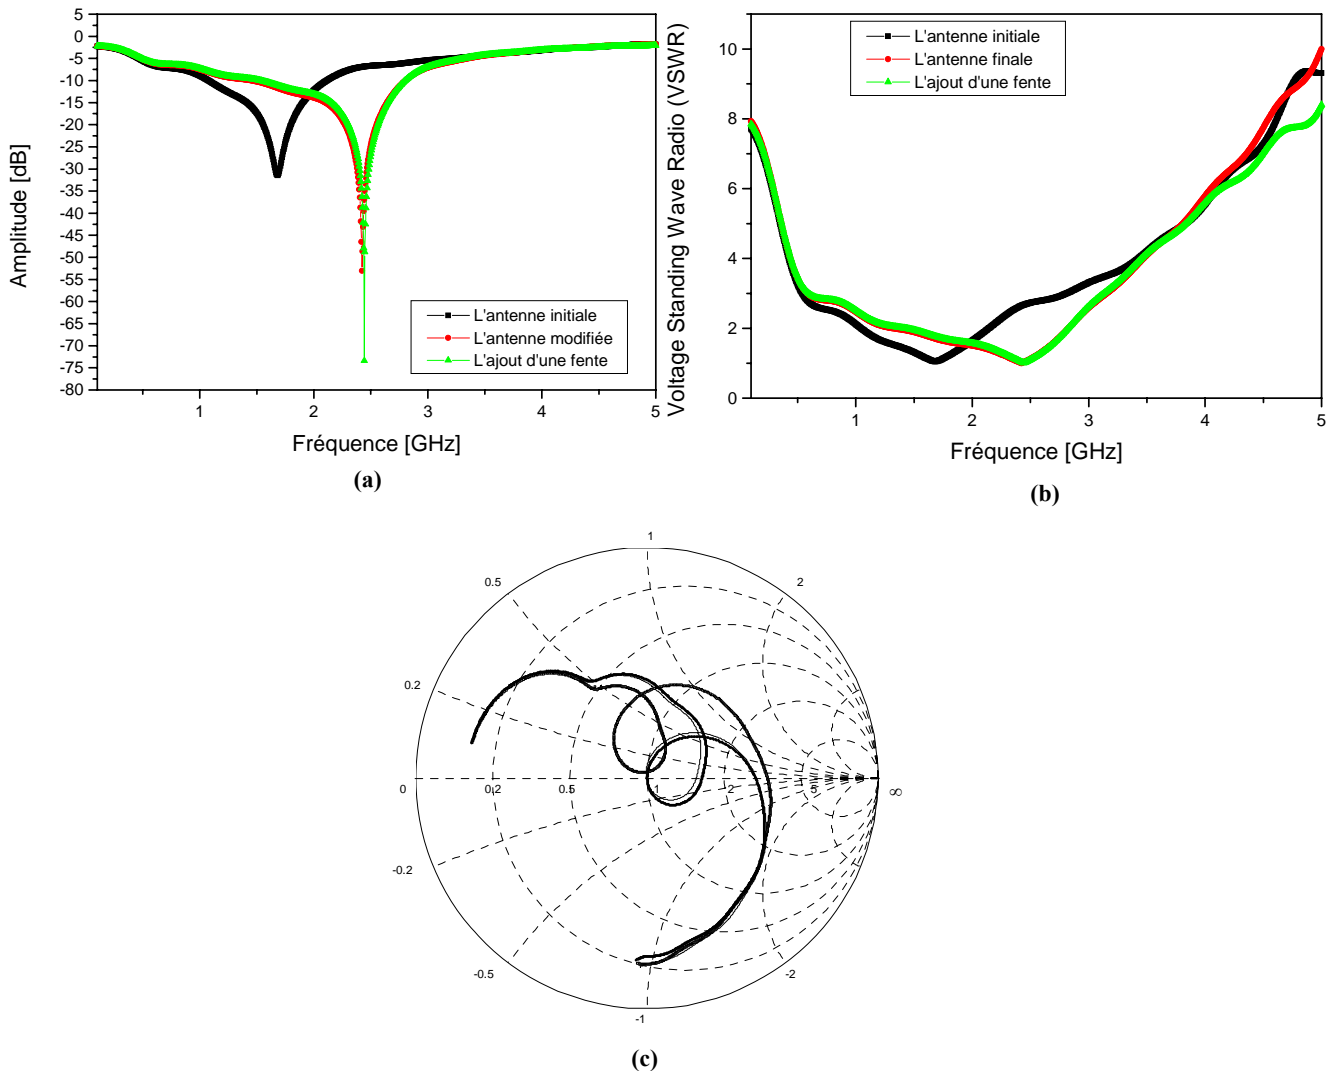 5
0
-5
-10
-15
-20
-25
-30
-35
-40
-45
-50
-55
-60
-65
-70
-75
-80
Amplitude [dB]
1 2 3 4 5
Fréquence [GHz]
L'antenne initiale
L'antenne modifiée
L'ajout d'une fente
(a)
10
8
6
4
2
0
Voltage Standing Wave Radio (VSWR)
1 2 3 4 5
Fréquence [GHz]
L'antenne initiale
L'antenne finale
L'ajout d'une fente
(b)
1
0.5 2
0.2
0 0.2 0.5 1 2 5 ∞
-0.2
-0.5 -2
-1
(c)